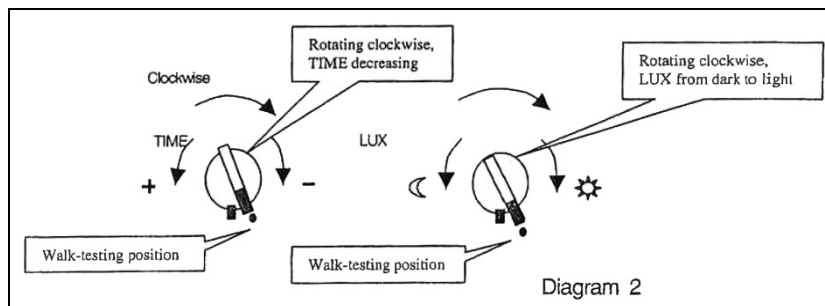 Rotating clockwise,
TIME decreasing
Rotating clockwise,
LUX from dark to light
Clockwise
TIME
LUX
+
−
Walk-testing position
Walk-testing position
Diagram 2